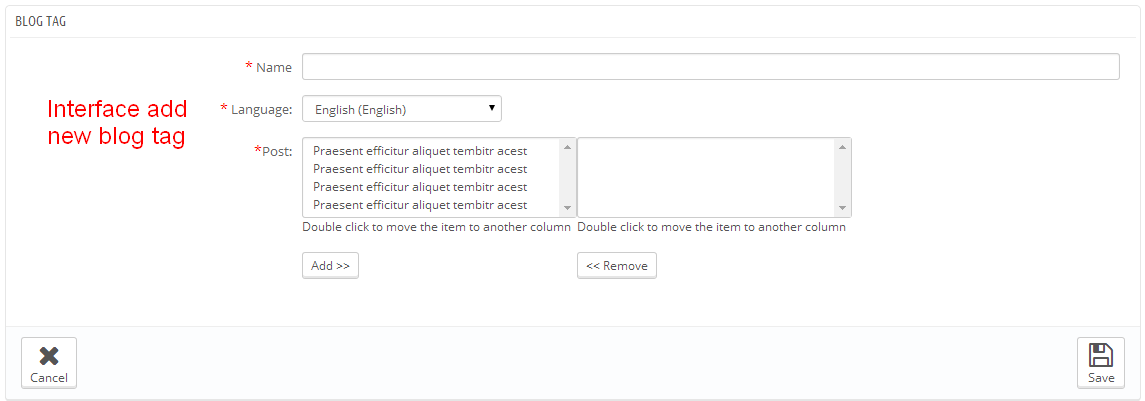 BLOG TAG
* Name
Interface add
new blog tag
* Language:
English (English)
*Post:
Praesent efficitur aliquet tembitr acest
Praesent efficitur aliquet tembitr acest
Praesent efficitur aliquet tembitr acest
Praesent efficitur aliquet tembitr acest
Double click to move the item to another column
Double click to move the item to another column
Add >>
<< Remove
Cancel
Save